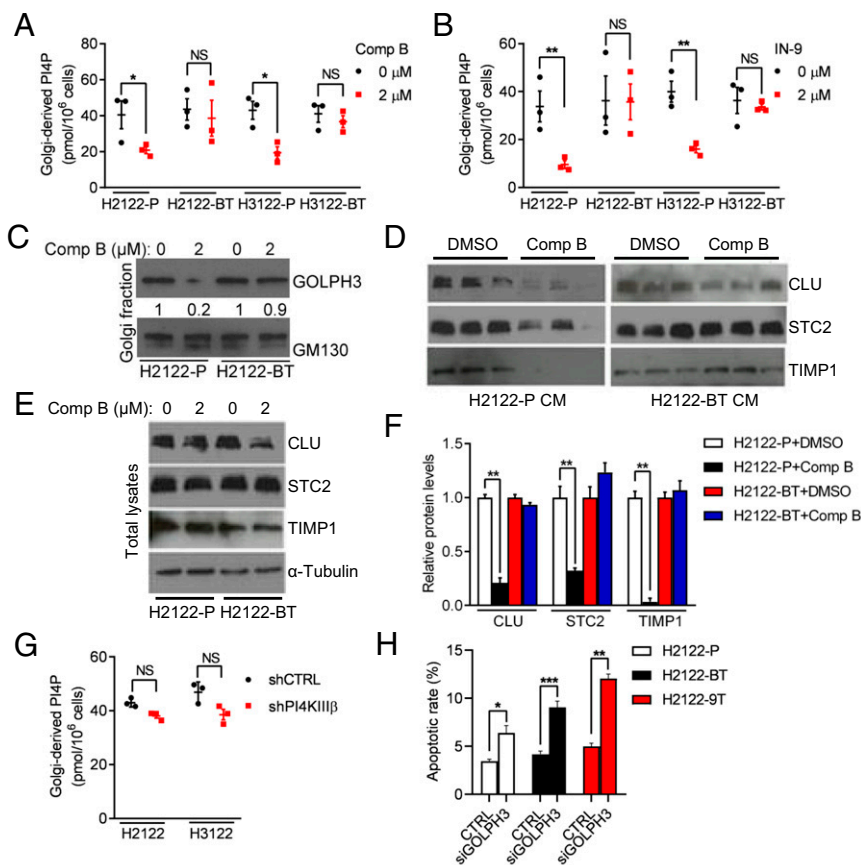 A
Golgi-derived PI4P
(pmol/10⁶ cells)
80
60
40
20
0
*
NS
*
NS
Comp B
0 µM
2 µM
H2122-P
H2122-BT
H3122-P
H3122-BT
B
Golgi-derived PI4P
(pmol/10⁶ cells)
60
40
20
0
**
NS
**
NS
IN-9
0 µM
2 µM
H2122-P
H2122-BT
H3122-P
H3122-BT
C
Comp B (µM): 0 2 0 2
Golgi fraction
GOLPH3
1 0.2 1 0.9
GM130
H2122-P H2122-BT
D
DMSO Comp B DMSO Comp B
CLU
STC2
TIMP1
H2122-P CM H2122-BT CM
E
Comp B (µM): 0 2 0 2
Total lysates
CLU
STC2
TIMP1
α-Tubulin
H2122-P H2122-BT
F
Relative protein levels
1.5
1.0
0.5
0.0
**
**
**
CLU
STC2
TIMP1
H2122-P+DMSO
H2122-P+Comp B
H2122-BT+DMSO
H2122-BT+Comp B
G
Golgi-derived PI4P
(pmol/10⁶ cells)
60
40
20
0
NS
NS
shCTRL
shPI4KIIIβ
H2122
H3122
H
Apoptotic rate (%)
15
10
5
0
*
***
**
H2122-P
H2122-BT
H2122-9T
CTRL
siGOLPH3
CTRL
siGOLPH3
CTRL
siGOLPH3